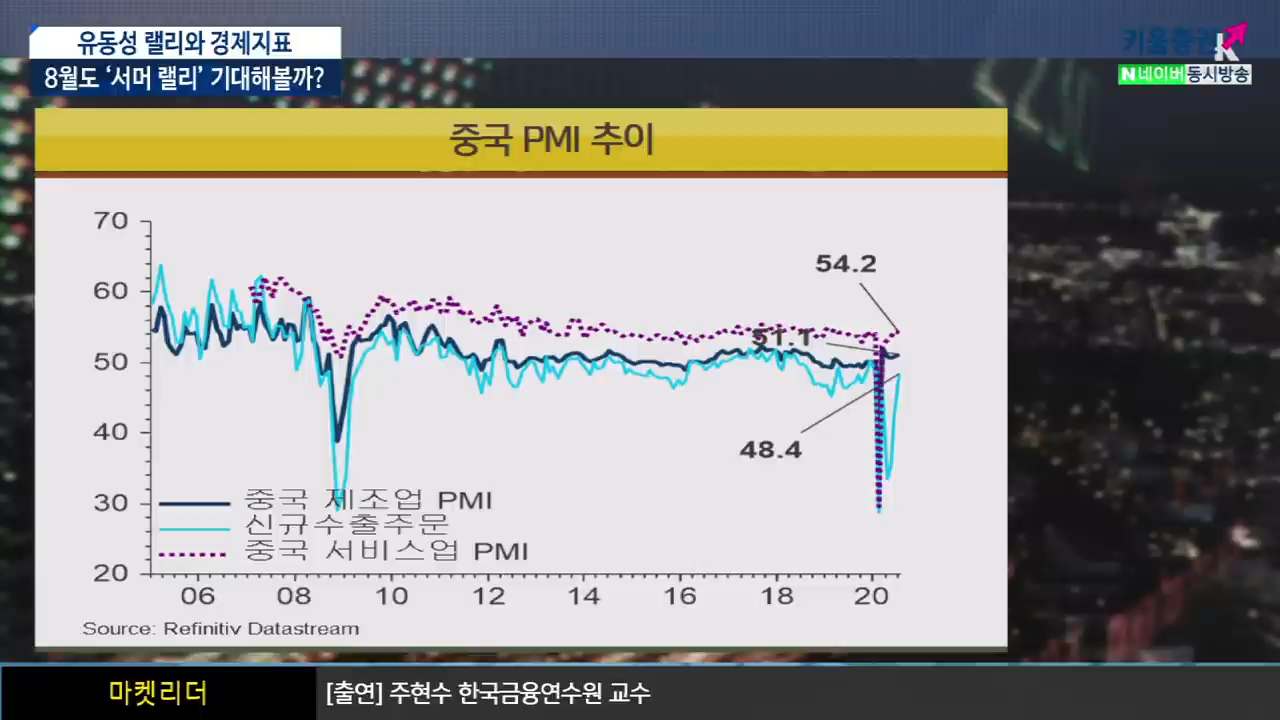 유동성 랠리와 경제지표
8월도 ‘서머 랠리’ 기대해볼까?
키움증권
N네이버 동시방송
중국 PMI 추이
70
60
50
40
30
20
54.2
51.1
48.4
중국 제조업 PMI
신규수출주문
중국 서비스업 PMI
06 08 10 12 14 16 18 20
Source: Refinitiv Datastream
마켓리더
[출연] 주현수 한국금융연수원 교수